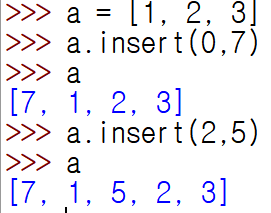 >>> a = [1, 2, 3]
>>> a.insert(0,7)
>>> a
[7, 1, 2, 3]
>>> a.insert(2,5)
>>> a
[7, 1, 5, 2, 3]